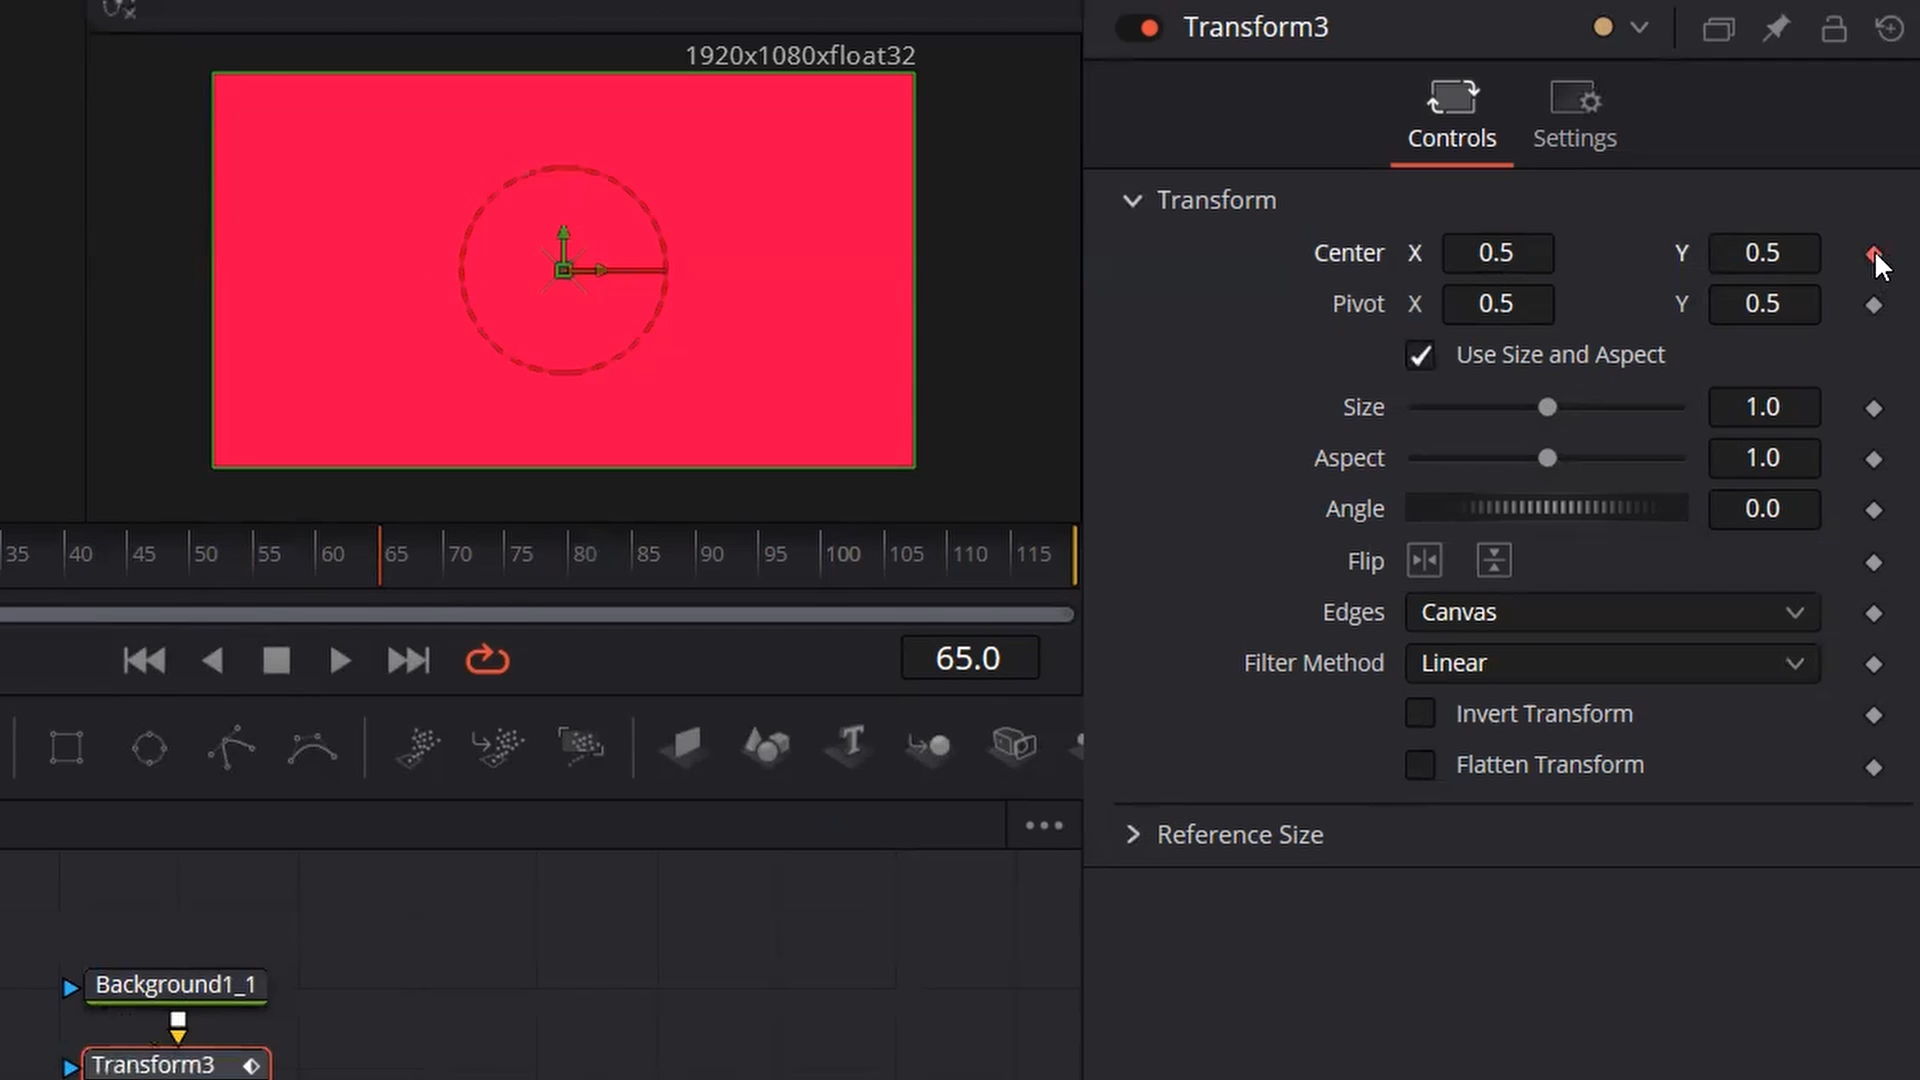 1920x1080xfloat32
35 40 45 50 55 60 65 70 75 80 85 90 95 100 105 110 115
65.0
Background1_1
Transform3
Transform3
Controls Settings
Transform
Center X 0.5 Y 0.5
Pivot X 0.5 Y 0.5
Use Size and Aspect
Size 1.0
Aspect 1.0
Angle 0.0
Flip
Edges Canvas
Filter Method Linear
Invert Transform
Flatten Transform
Reference Size